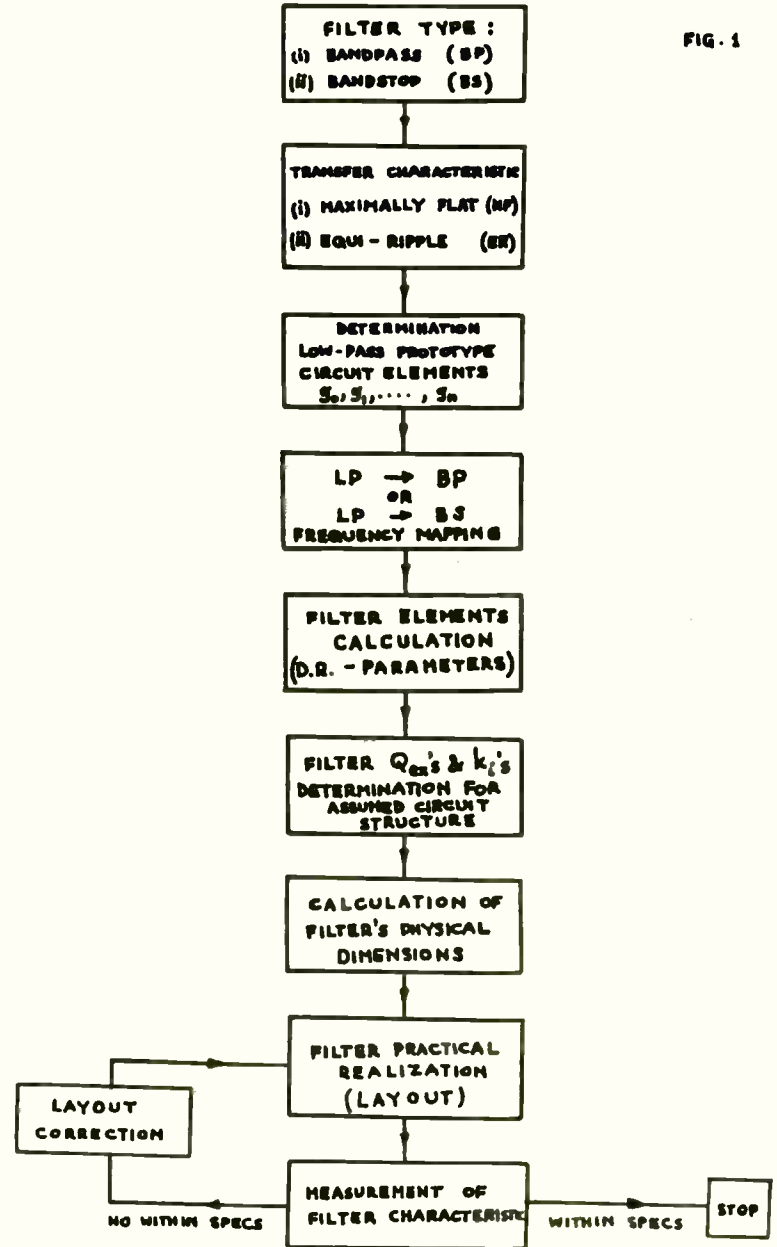 FIG. 1
FILTER TYPE :
(i) BANDPASS (BP)
(ii) BANDSTOP (BS)
TRANSFER CHARACTERISTIC
(i) MAXIMALLY FLAT (MF)
(ii) EQUI - RIPPLE (ER)
DETERMINATION
LOW-PASS PROTOTYPE
CIRCUIT ELEMENTS
g₀, g₁, ...., gₙ
LP → BP
OR
LP → BS
FREQUENCY MAPPING
FILTER ELEMENTS
CALCULATION
(D.R. - PARAMETERS)
FILTER Qₑₓ's & kᵢ's
DETERMINATION FOR
ASSUMED CIRCUIT
STRUCTURE
CALCULATION OF
FILTER'S PHYSICAL
DIMENSIONS
FILTER PRACTICAL
REALIZATION
(LAYOUT)
LAYOUT
CORRECTION
MEASUREMENT OF
FILTER CHARACTERISTIC
NO WITHIN SPECS
WITHIN SPECS
STOP